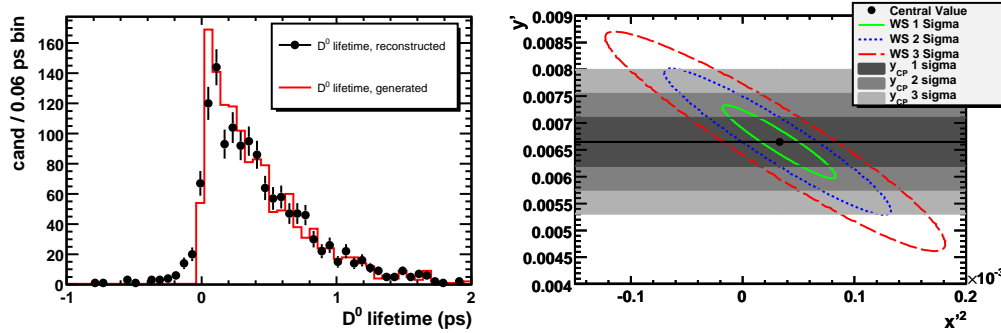 cand / 0.06 ps bin
160
140
120
100
80
60
40
20
0
-1
0
1
2
D⁰ lifetime (ps)
D⁰ lifetime, reconstructed
D⁰ lifetime, generated
y'
0.009
0.0085
0.008
0.0075
0.007
0.0065
0.006
0.0055
0.005
0.0045
0.004
-0.1
0
0.1
0.2
×10⁻³
x'²
Central Value
WS 1 Sigma
WS 2 Sigma
WS 3 Sigma
y_CP 1 sigma
y_CP 2 sigma
y_CP 3 sigma